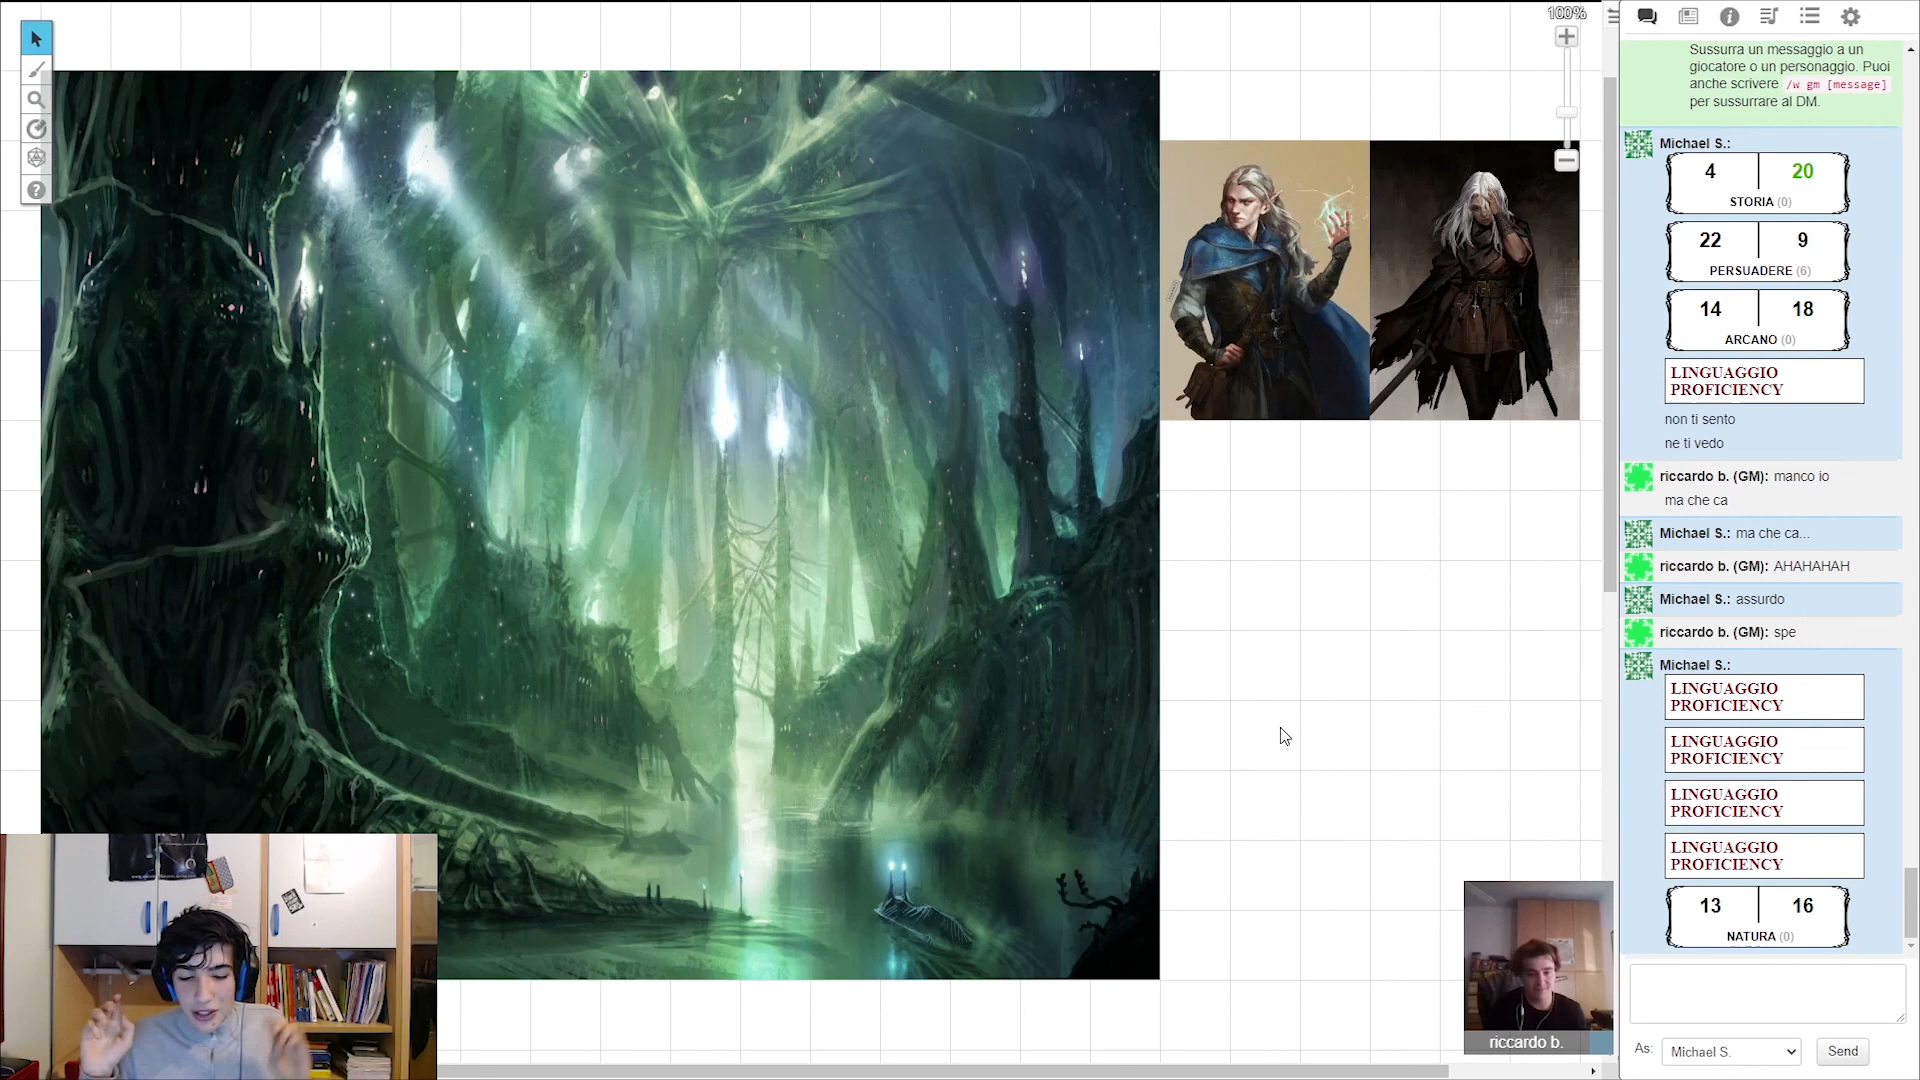 100%
Sussurra un messaggio a un
giocatore o un personaggio. Puoi
anche scrivere /w gm [message]
per sussurrare al DM.
Michael S.:
4 20
STORIA (0)
22 9
PERSUADERE (6)
14 18
ARCANO (0)
LINGUAGGIO
PROFICIENCY
non ti sento
ne ti vedo
riccardo b. (GM): manco io
ma che ca
Michael S.: ma che ca...
riccardo b. (GM): AHAHAHAH
Michael S.: assurdo
riccardo b. (GM): spe
Michael S.:
LINGUAGGIO
PROFICIENCY
LINGUAGGIO
PROFICIENCY
LINGUAGGIO
PROFICIENCY
LINGUAGGIO
PROFICIENCY
13 16
NATURA (0)
riccardo b.
As: Michael S. Send